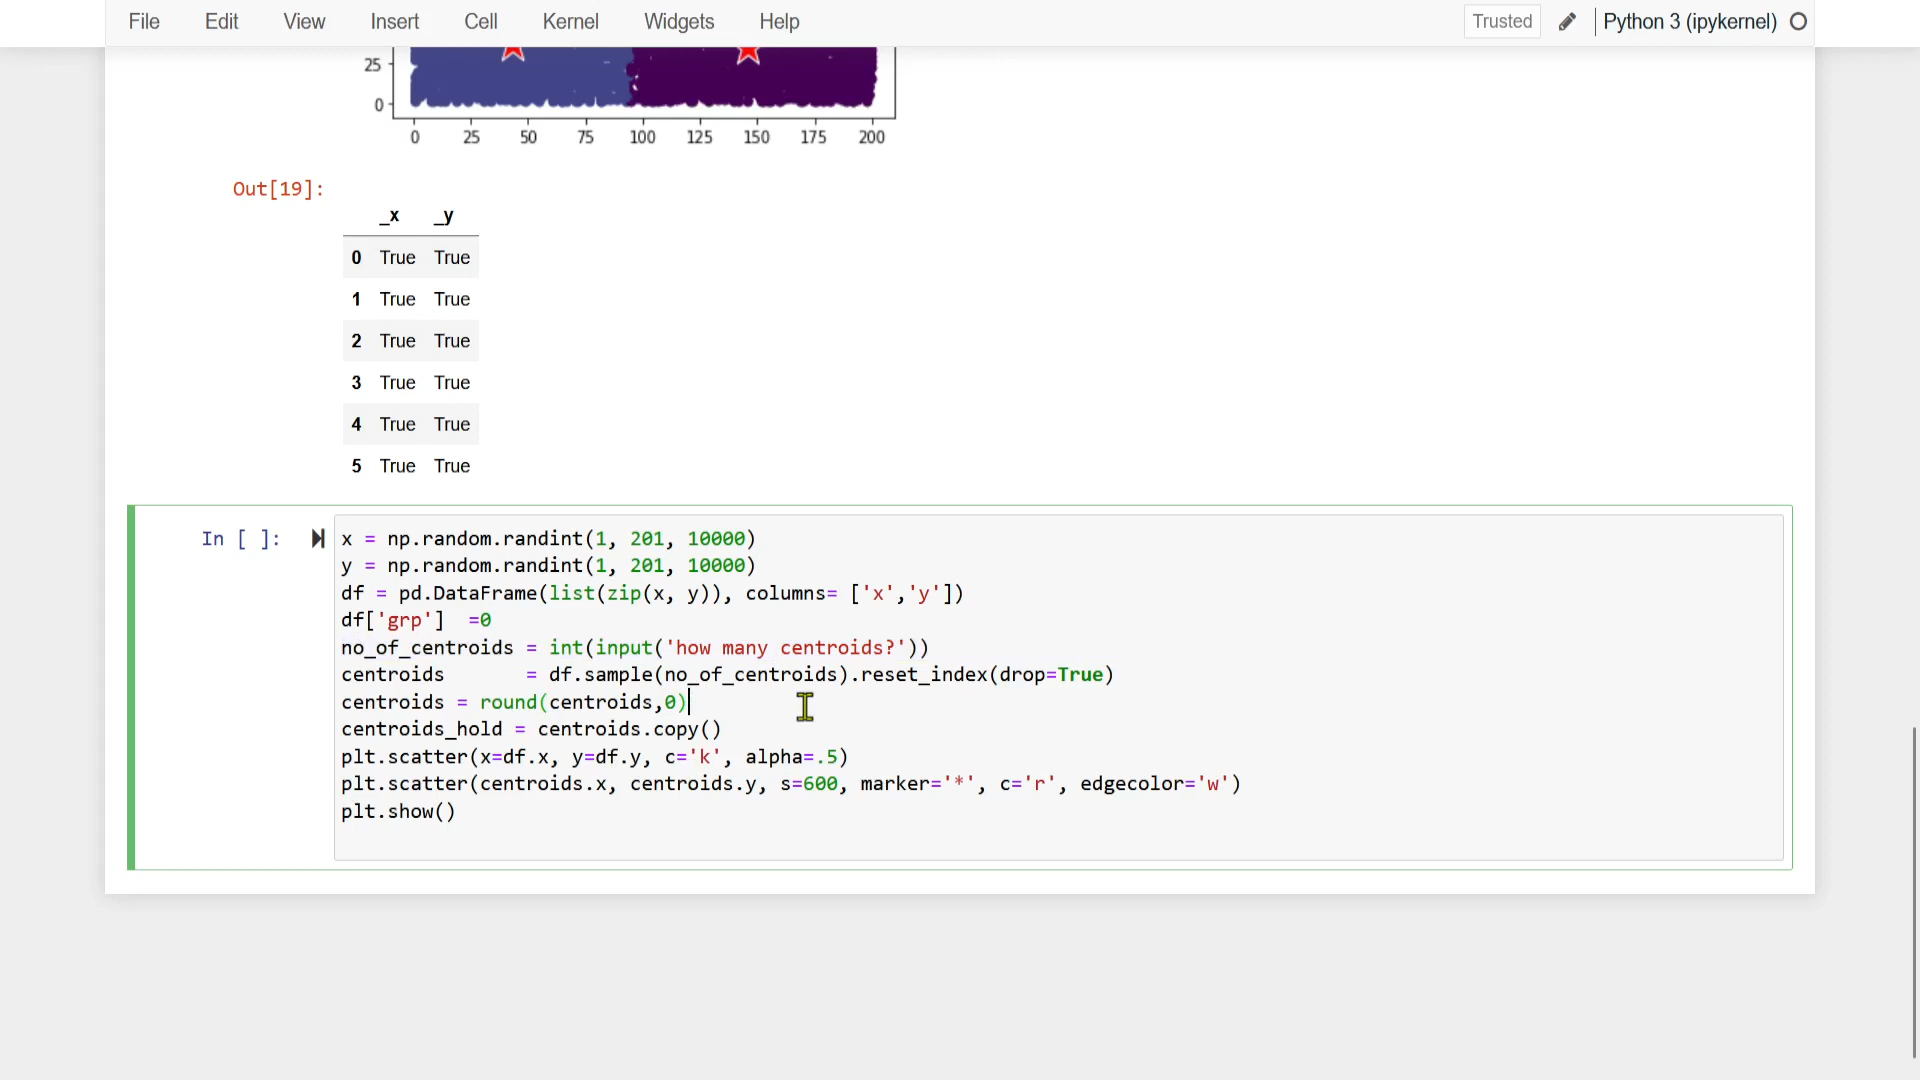 File Edit View Insert Cell Kernel Widgets Help Trusted Python 3 (ipykernel)
25
0
0 25 50 75 100 125 150 175 200
Out[19]:
_x _y
0 True True
1 True True
2 True True
3 True True
4 True True
5 True True
In [ ]: x = np.random.randint(1, 201, 10000)
y = np.random.randint(1, 201, 10000)
df = pd.DataFrame(list(zip(x, y)), columns= ['x','y'])
df['grp']  =0
no_of_centroids = int(input('how many centroids?'))
centroids       = df.sample(no_of_centroids).reset_index(drop=True)
centroids = round(centroids,0)
centroids_hold = centroids.copy()
plt.scatter(x=df.x, y=df.y, c='k', alpha=.5)
plt.scatter(centroids.x, centroids.y, s=600, marker='*', c='r', edgecolor='w')
plt.show()